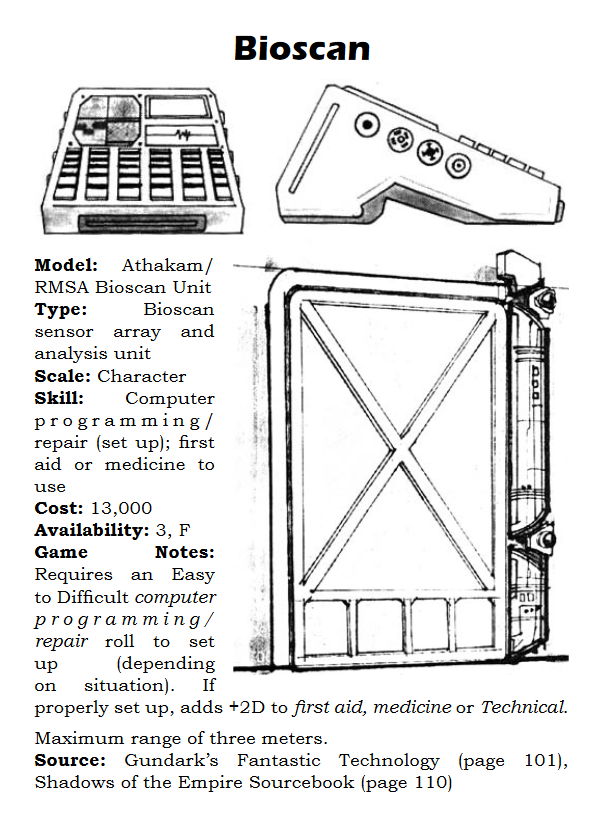 Bioscan
Model: Athakam/
RMSA Bioscan Unit
Type: Bioscan
sensor array and
analysis unit
Scale: Character
Skill: Computer
programming/
repair (set up); first
aid or medicine to
use
Cost: 13,000
Availability: 3, F
Game Notes:
Requires an Easy
to Difficult computer
programming/
repair roll to set
up (depending
on situation). If
properly set up, adds +2D to first aid, medicine or Technical.
Maximum range of three meters.
Source: Gundark's Fantastic Technology (page 101),
Shadows of the Empire Sourcebook (page 110)